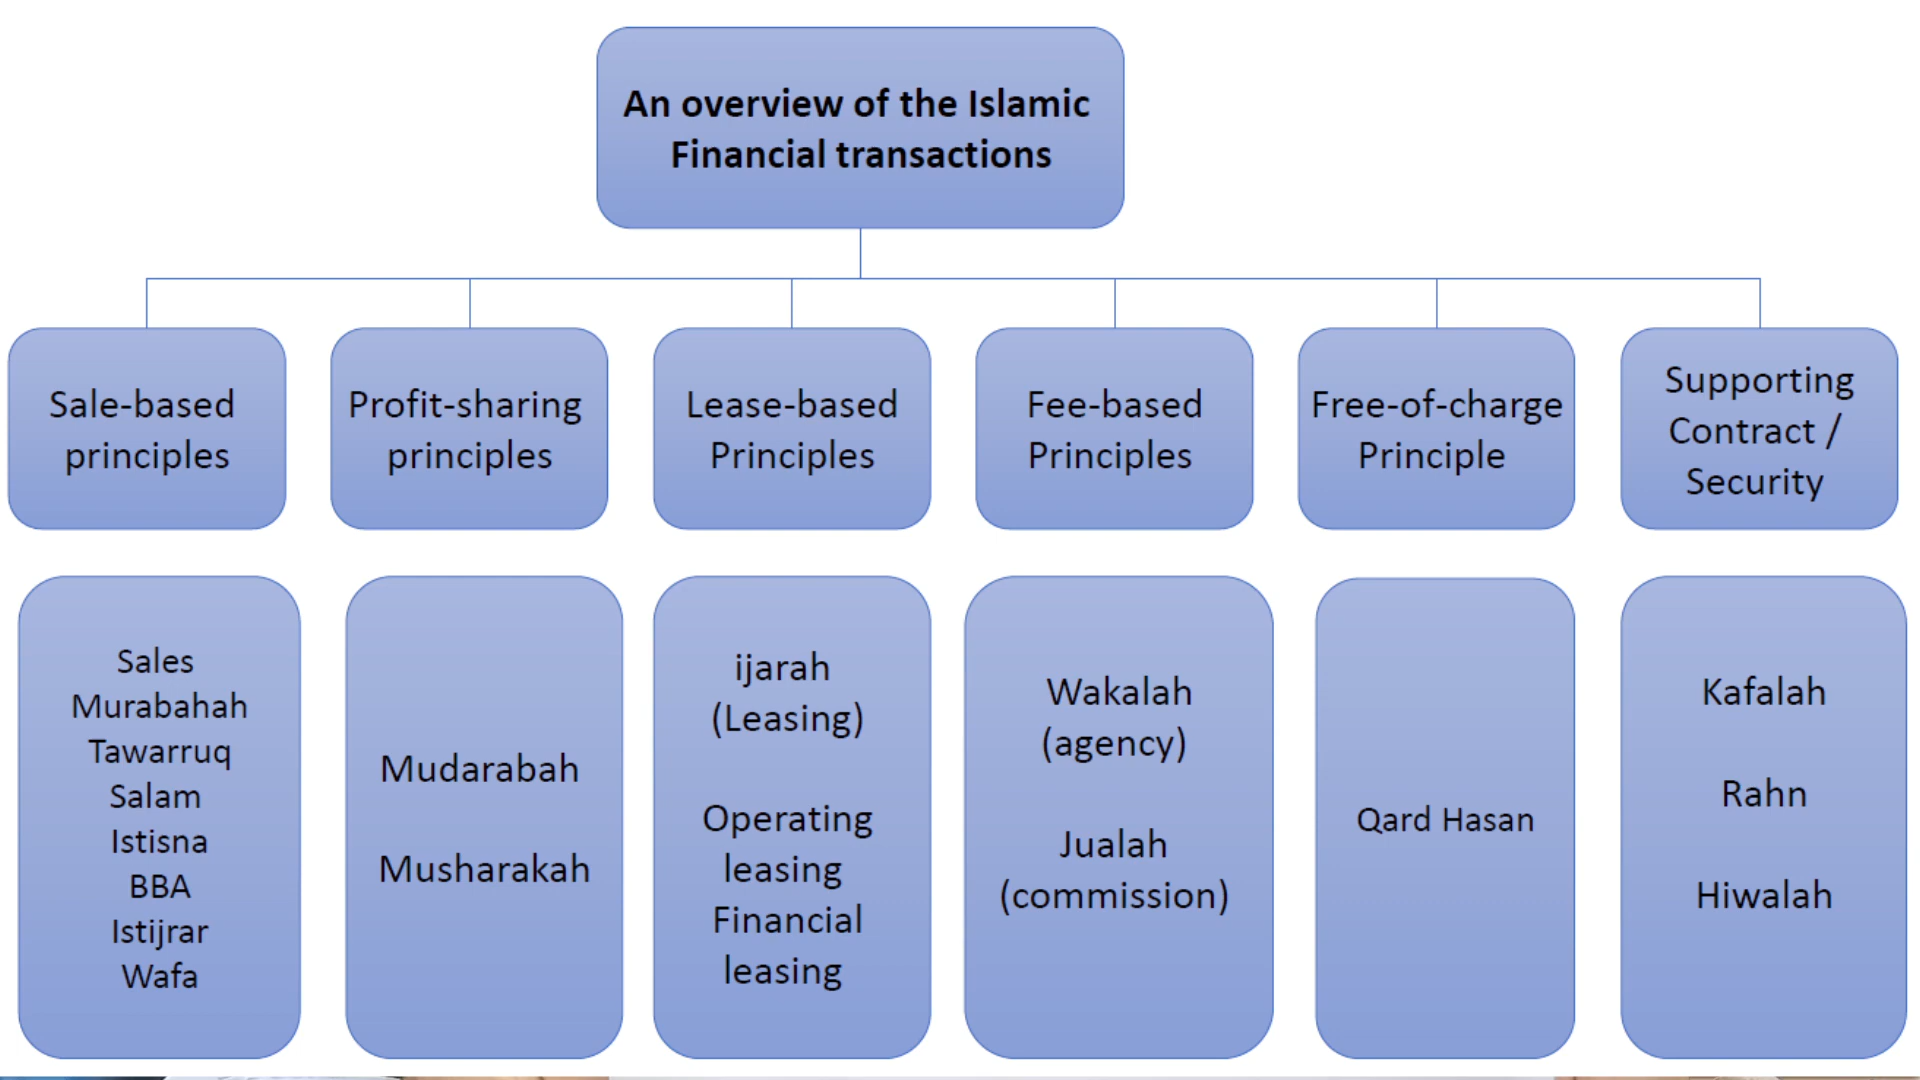 An overview of the Islamic
Financial transactions
Sale-based
principles
Profit-sharing
principles
Lease-based
Principles
Fee-based
Principles
Free-of-charge
Principle
Supporting
Contract /
Security
Sales
Murabahah
Tawarruq
Salam
Istisna
BBA
Istijrar
Wafa
Mudarabah
Musharakah
ijarah
(Leasing)
Operating
leasing
Financial
leasing
Wakalah
(agency)
Jualah
(commission)
Qard Hasan
Kafalah
Rahn
Hiwalah